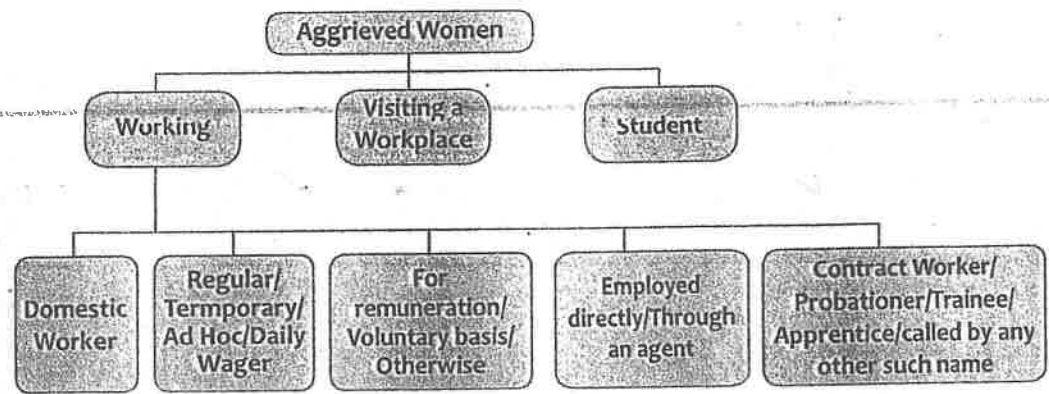 Aggrieved Women
Working
Visiting a
Workplace
Student
Domestic
Worker
Regular/
Termporary/
Ad Hoc/Daily
Wager
For
remuneration/
Voluntary basis/
Otherwise
Employed
directly/Through
an agent
Contract Worker/
Probationer/Trainee/
Apprentice/called by any
other such name